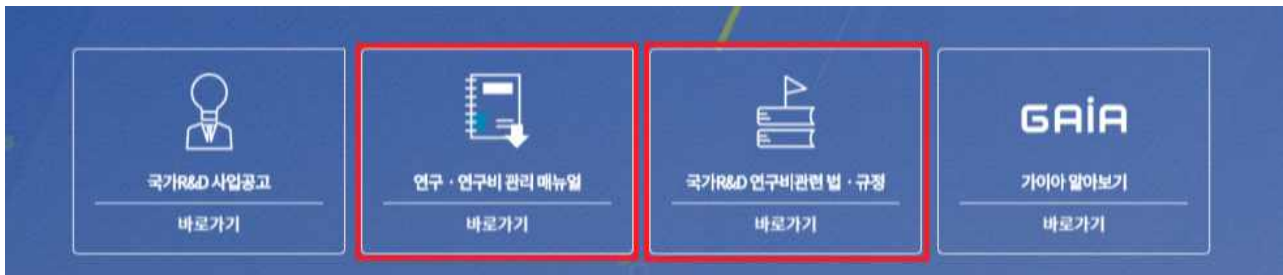 GAiA
국가R&D 사업공고
연구 · 연구비 관리 매뉴얼
국가R&D 연구비관련 법 · 규정
가이아 알아보기
바로가기
바로가기
바로가기
바로가기